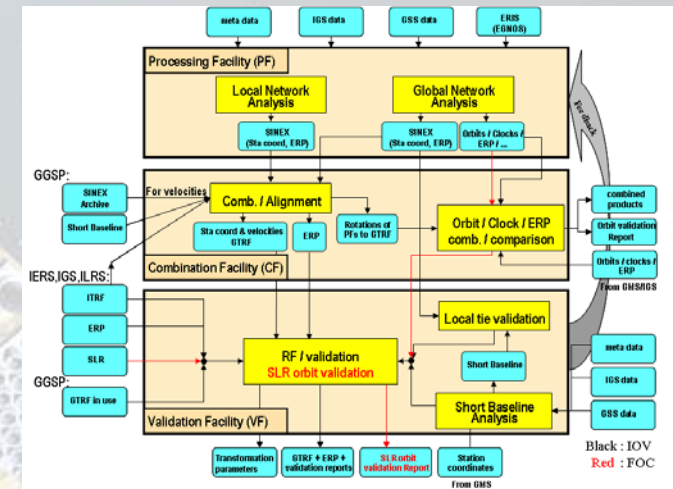 meta data
IGS data
GSS data
ERIS
(EGNOS)
Processing Facility (PF)
Local Network
Analysis
Global Network
Analysis
SINEX
(Sta coord, ERP)
SINEX
(Sta coord, ERP)
Orbits / Clocks /
ERP / ...
Feedback
GGSP:
SINEX
Archive
For velocities
Short Baseline
Comb. / Alignment
Sta coord & velocities
GTRF
ERP
Rotations of
PFs to GTRF
Orbit / Clock / ERP
comb. / comparison
combined
products
Orbit validation
Report
Orbits / clocks /
ERP
From GMS/IGS
Combination Facility (CF)
IERS,IGS,ILRS:
ITRF
ERP
SLR
GGSP:
GTRF in use
Local tie validation
RF / validation
SLR orbit validation
Short Baseline
Short Baseline
Analysis
meta data
IGS data
GSS data
Validation Facility (VF)
Transformation
parameters
GTRF + ERP +
validation reports
SLR orbit
validation Report
Station
coordinates
From GMS
Black : IOV
Red : FOC